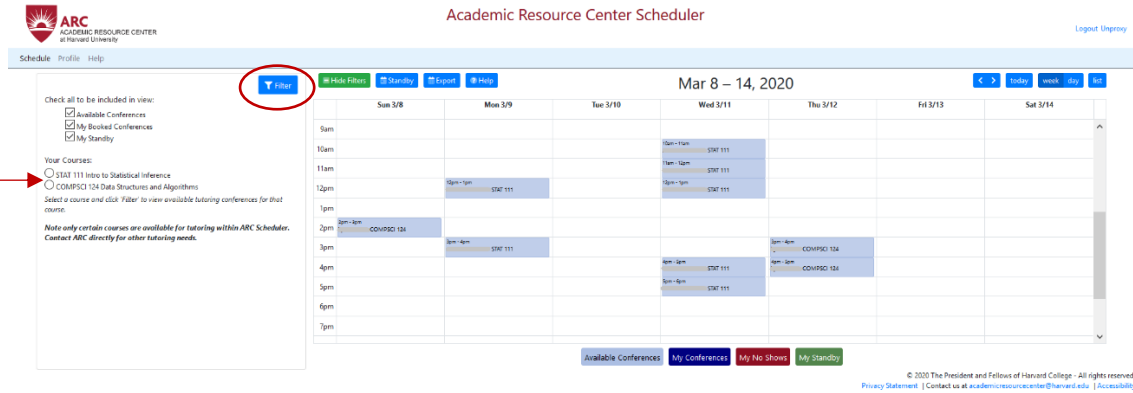 ARC
ACADEMIC RESOURCE CENTER
at Harvard University
Academic Resource Center Scheduler
Logout Unproxy
Schedule Profile Help
Filter
Check all to be included in view:
Available Conferences
My Booked Conferences
My Standby
Your Courses:
STAT 111 Intro to Statistical Inference
COMPSCI 124 Data Structures and Algorithms
Select a course and click 'Filter' to view available tutoring conferences for that
course.
Note only certain courses are available for tutoring within ARC Scheduler.
Contact ARC directly for other tutoring needs.
Hide Filters Standby Export Help
Mar 8 – 14, 2020
today week day list
Sun 3/8 Mon 3/9 Tue 3/10 Wed 3/11 Thu 3/12 Fri 3/13 Sat 3/14
9am
10am
10am - 11am
STAT 111
11am
11am - 12pm
STAT 111
12pm
12pm - 1pm
STAT 111
12pm - 1pm
STAT 111
1pm
2pm
2pm - 3pm
COMPSCI 124
3pm
3pm - 4pm
STAT 111
3pm - 4pm
COMPSCI 124
4pm
4pm - 5pm
STAT 111
4pm - 5pm
COMPSCI 124
5pm
5pm - 6pm
STAT 111
6pm
7pm
Available Conferences My Conferences My No Shows My Standby
© 2020 The President and Fellows of Harvard College - All rights reserved
Privacy Statement | Contact us at academicresourcecenter@harvard.edu | Accessibility